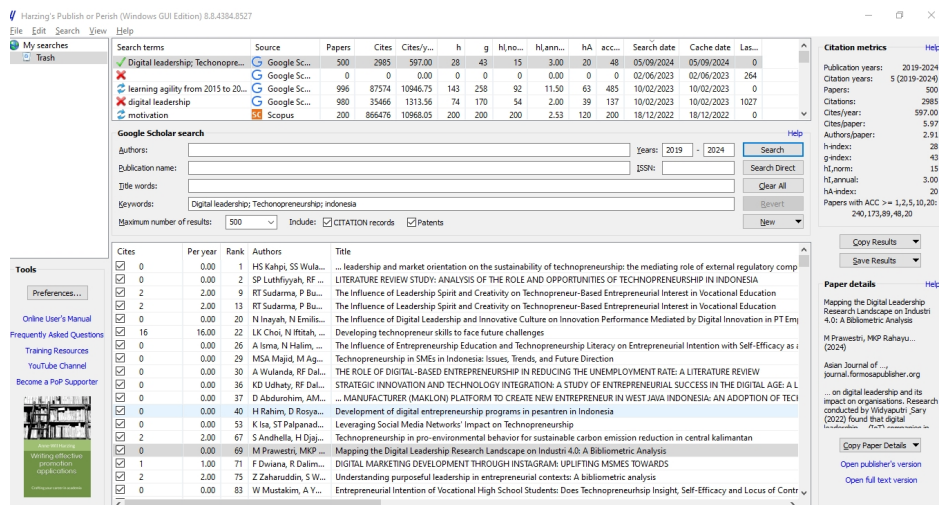 Harzing's Publish or Perish (Windows GUI Edition) 8.8.4384.8527
File Edit Search View Help
My searches
Trash
Search terms Source Papers Cites Cites/y... h g hI,no... hI,ann... hA acc... Search date Cache date Las...
Digital leadership; Techonopre... Google Sc... 500 2985 597.00 28 43 15 3.00 20 48 05/09/2024 05/09/2024 0
Google Sc... 0 0 0.00 0 0 0 0.00 0 0 02/06/2023 02/06/2023 264
learning agility from 2015 to 20... Google Sc... 996 87574 10946.75 143 258 92 11.50 63 485 10/02/2023 10/02/2023 0
digital leadership Google Sc... 980 35466 1313.56 74 170 54 2.00 39 137 10/02/2023 10/02/2023 1027
motivation Scopus 200 866476 10968.05 200 200 200 2.53 120 200 18/12/2022 18/12/2022 0
Google Scholar search Help
Authors: Years: 2019 - 2024 Search
Publication name: ISSN: Search Direct
Title words: Clear All
Keywords: Digital leadership; Techonopreneurship; indonesia Revert
Maximum number of results: 500 Include: CITATION records Patents New
Cites Per year Rank Authors Title
0 0.00 1 HS Kahpi, SS Wula... ... leadership and market orientation on the sustainability of technopreneurship: the mediating role of external regulatory comp
0 0.00 2 SP Luthfiyyah, RF ... LITERATURE REVIEW STUDY: ANALYSIS OF THE ROLE AND OPPORTUNITIES OF TECHNOPRENEURSHIP IN INDONESIA
2 2.00 9 RT Sudarma, P Bu... The Influence of Leadership Spirit and Creativity on Technopreneur-Based Entrepreneurial Interest in Vocational Education
2 2.00 13 RT Sudarma, P Bu... The Influence of Leadership Spirit and Creativity on Technopreneur-Based Entrepreneurial Interest in Vocational Education
0 0.00 20 N Inayah, N Emilis... The Influence of Digital Leadership and Innovative Culture on Innovation Performance Mediated by Digital Innovation in PT Emp
16 16.00 22 LK Choi, N Iftitah, ... Developing technopreneur skills to face future challenges
0 0.00 26 A Isma, N Halim, ... The Influence of Entrepreneurship Education and Technopreneurship Literacy on Entrepreneurial Intention with Self-Efficacy as a
0 0.00 29 MSA Majid, M Ag... Technopreneurship in SMEs in Indonesia: Issues, Trends, and Future Direction
0 0.00 30 A Wulanda, RF Dal... THE ROLE OF DIGITAL-BASED ENTREPRENEURSHIP IN REDUCING THE UNEMPLOYMENT RATE: A LITERATURE REVIEW
0 0.00 36 KD Udhaty, RF Dal... STRATEGIC INNOVATION AND TECHNOLOGY INTEGRATION: A STUDY OF ENTREPRENEURIAL SUCCESS IN THE DIGITAL AGE: A L
0 0.00 37 D Abdurohim, AM... ... MANUFACTURER (MAKLON) PLATFORM TO CREATE NEW ENTREPRENEUR IN WEST JAVA INDONESIA: AN ADOPTION OF TECH
0 0.00 40 H Rahim, D Rosya... Development of digital entrepreneurship programs in pesantren in Indonesia
0 0.00 53 K Isa, ST Palpanad... Leveraging Social Media Networks' Impact on Technopreneurship
2 2.00 67 S Andhella, H Djaj... Technopreneurship in pro-environmental behavior for sustainable carbon emission reduction in central kalimantan
0 0.00 69 M Prawestri, MKP ... Mapping the Digital Leadership Research Landscape on Industri 4.0: A Bibliometric Analysis
1 1.00 71 F Dwiana, R Dalim... DIGITAL MARKETING DEVELOPMENT THROUGH INSTAGRAM: UPLIFTING MSMES TOWARDS
2 2.00 75 Z Zaharuddin, S W... Understanding purposeful leadership in entrepreneurial contexts: A bibliometric analysis
0 0.00 83 W Mustakim, A Y... Entrepreneurial Intention of Vocational High School Students: Does Technopreneurhsip Insight, Self-Efficacy and Locus of Contr
Tools
Preferences...
Online User's Manual
Frequently Asked Questions
Training Resources
YouTube Channel
Become a PoP Supporter
Writing effective
promotion
applications
Citation metrics Help
Publication years: 2019-2024
Citation years: 5 (2019-2024)
Papers: 500
Citations: 2985
Cites/year: 597.00
Cites/paper: 5.97
Authors/paper: 2.91
h-index: 28
g-index: 43
hI,norm: 15
hI,annual: 3.00
hA-index: 20
Papers with ACC >= 1,2,5,10,20:
240,173,89,48,20
Copy Results
Save Results
Paper details Help
Mapping the Digital Leadership
Research Landscape on Industri
4.0: A Bibliometric Analysis
M Prawestri, MKP Rahayu...
(2024)
Asian Journal of ...,
journal.formosapublisher.org
... on digital leadership and its
impact on organisations. Research
conducted by Widyaputri ,Sary
(2022) found that digital
Copy Paper Details
Open publisher's version
Open full text version